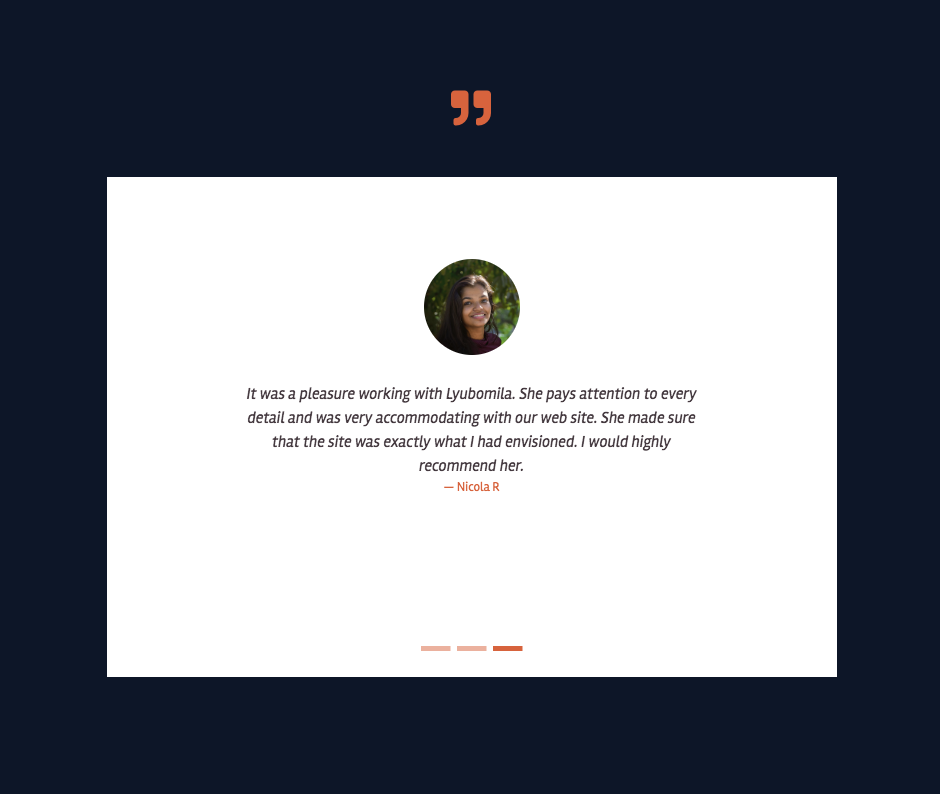 It was a pleasure working with Lyubomila. She pays attention to every
detail and was very accommodating with our web site. She made sure
that the site was exactly what I had envisioned. I would highly
recommend her.
— Nicola R